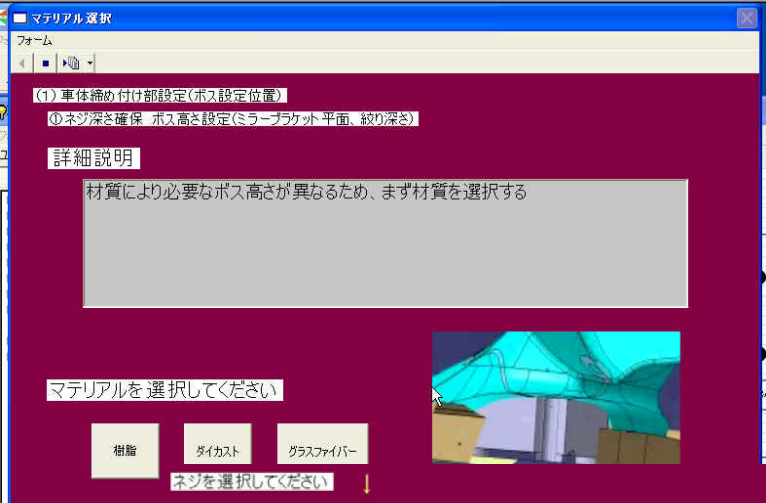 マテリアル選択
フォーム
(1)車体締め付け部設定(ボス設定位置)
①ネジ深さ確保 ボス高さ設定(ミラーブラケット平面、絞り深さ)
詳細説明
材質により必要なボス高さが異なるため、まず材質を選択する
マテリアルを選択してください
樹脂 ダイカスト グラスファイバー
ネジを選択してください ↓